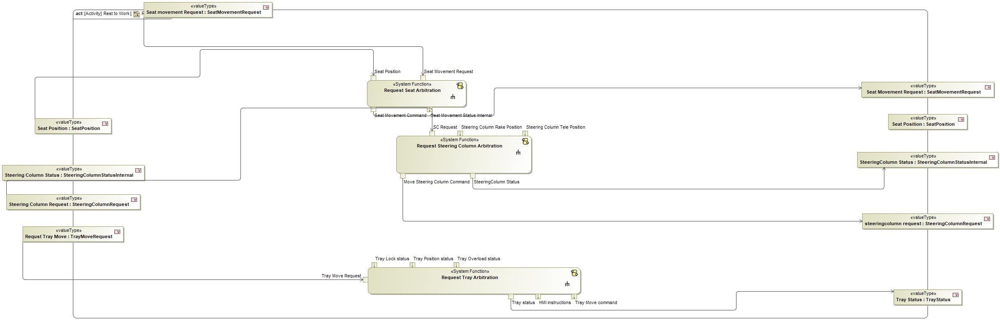 «valueType»
Seat movement Request : SeatMovementRequest
act [Activity] Rest to Work [ R
Seat Position
Seat Movement Request
«System Function»
Request Seat Arbitration
«valueType»
Seat Movement Request : SeatMovementRequest
Seat Movement Command
Seat Movement Status Internal
«valueType»
Seat Position : SeatPosition
«valueType»
Seat Position : SeatPosition
SC Request
Steering Column Rake Position
Steering Column Tele Position
«System Function»
Request Steering Column Arbitration
«valueType»
SteeringColumn Status : SteeringColumnStatusInternal
«valueType»
Steering Column Status : SteeringColumnStatusInternal
Move Steering Column Command
SteeringColumn Status
«valueType»
Steering Column Request : SteeringColumnRequest
«valueType»
steeringcolumn request : SteeringColumnRequest
«valueType»
Requst Tray Move : TrayMoveRequest
Tray Lock status
Tray Position status
Tray Overload status
Tray Move Request
«System Function»
Request Tray Arbitration
Tray status
HMI instructions
Tray Move command
«valueType»
Tray Status : TrayStatus